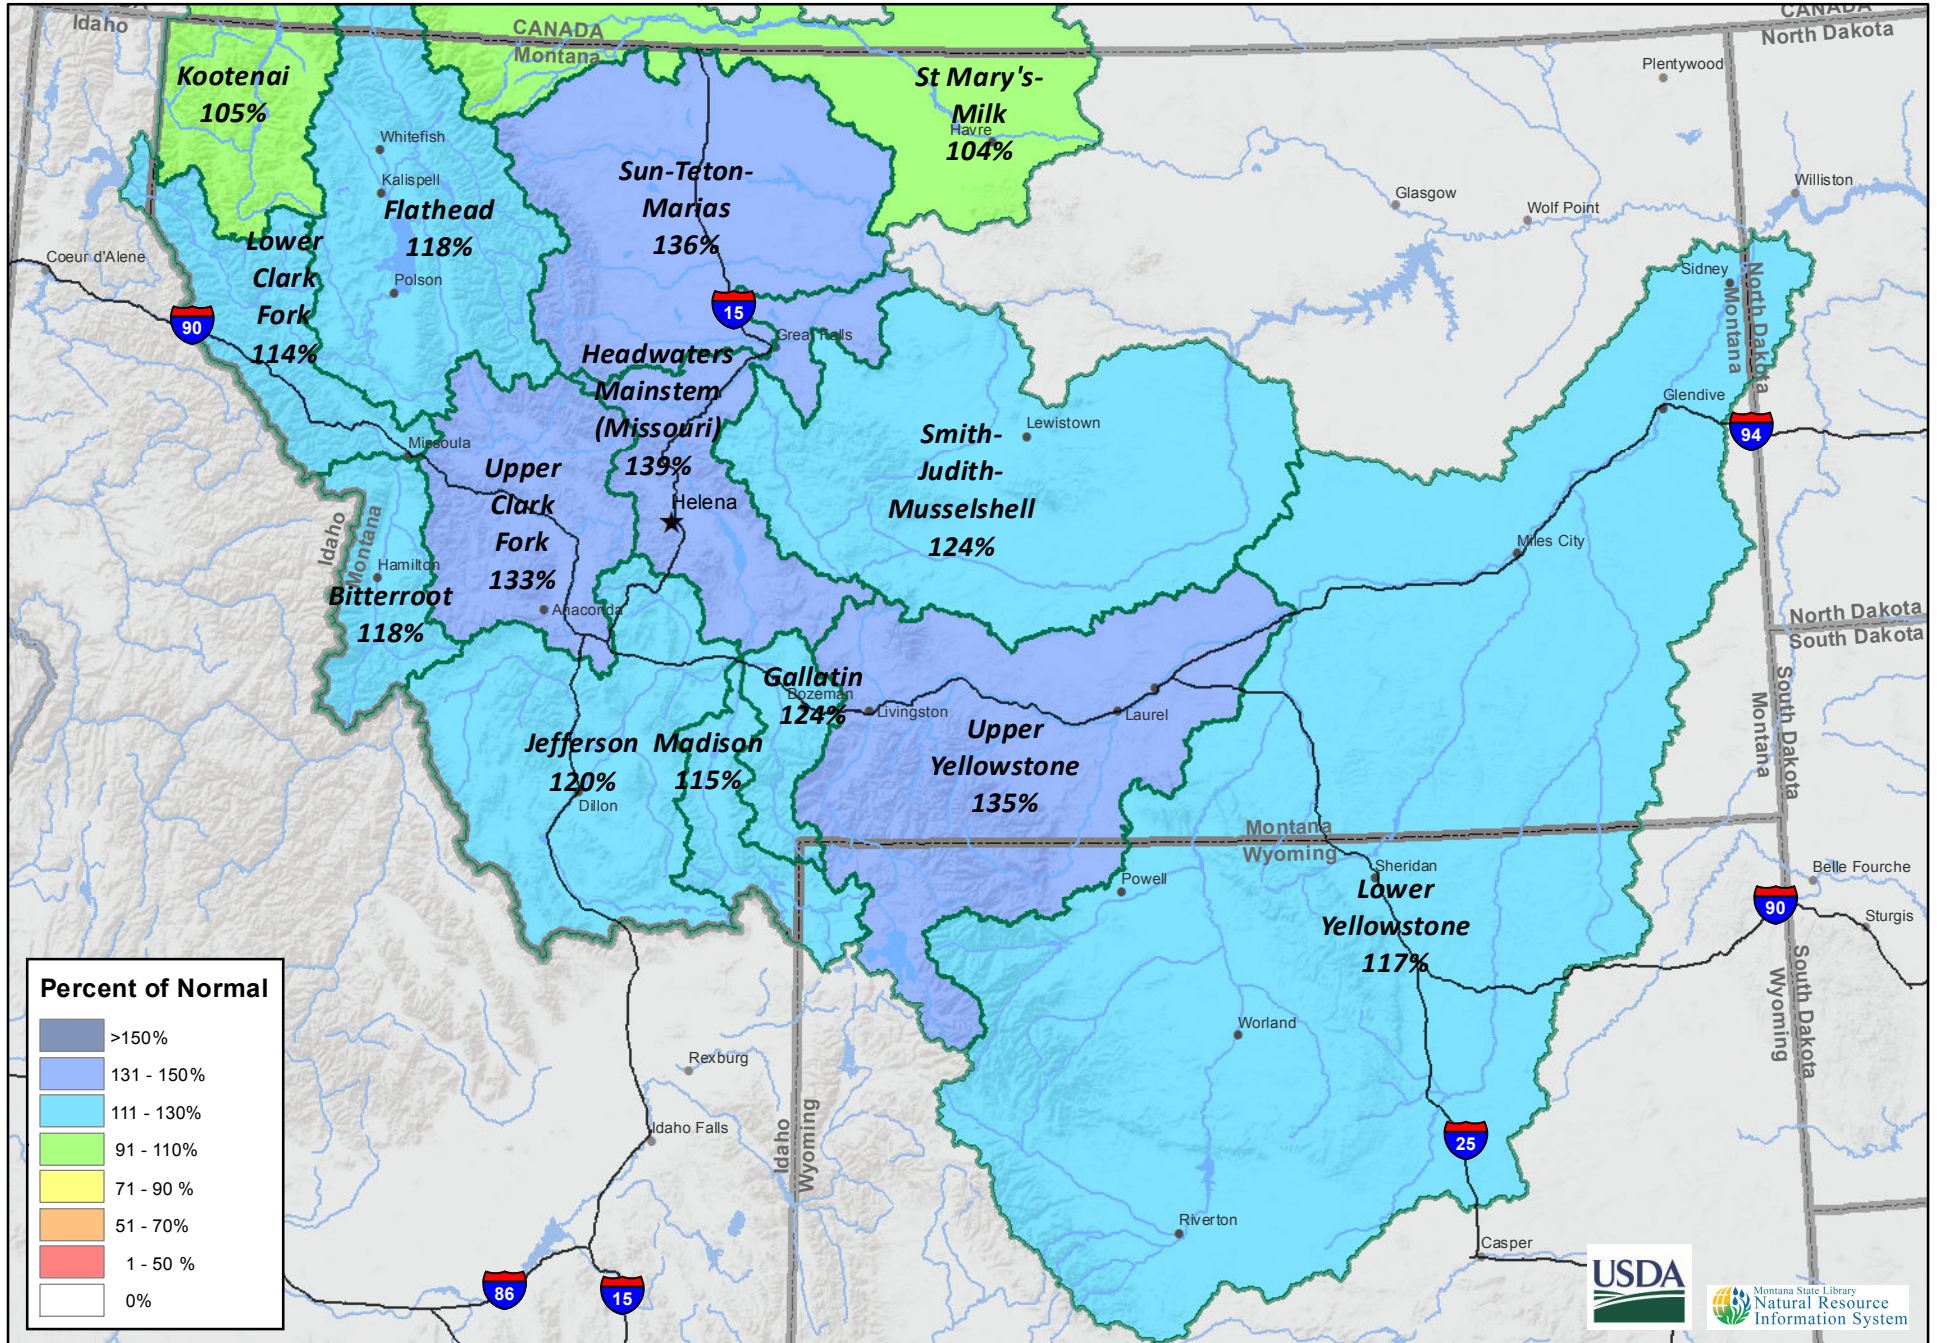 CANADA
Idaho
CANADA
Montana
CANADA
North Dakota
Kootenai
105%
St Mary's-
Milk
Havre
104%
Plentywood
Whitefish
Kalispell
Flathead
118%
Polson
Sun-Teton-
Marias
136%
Glasgow
Wolf Point
Williston
Coeur d'Alene
Lower
Clark
Fork
114%
90
15
Great Falls
Sidney
North Dakota
Montana
Headwaters
Mainstem
(Missouri)
139%
Helena
Glendive
94
Missoula
Upper
Clark
Fork
133%
Anaconda
Smith-
Judith-
Musselshell
124%
Lewistown
Miles City
Idaho
Montana
Hamilton
Bitterroot
118%
North Dakota
South Dakota
Gallatin
Bozeman
124%
Livingston
Laurel
Jefferson
120%
Dillon
Madison
115%
Upper
Yellowstone
135%
South Dakota
Montana
Montana
Wyoming
Powell
Sheridan
Lower
Yellowstone
117%
Belle Fourche
90
Sturgis
South Dakota
Wyoming
Worland
Rexburg
Idaho Falls
Idaho
Wyoming
25
Riverton
Casper
86
15
Percent of Normal
>150%
131 - 150%
111 - 130%
91 - 110%
71 - 90 %
51 - 70%
1 - 50 %
0%
USDA
Montana State Library
Natural Resource
Information System